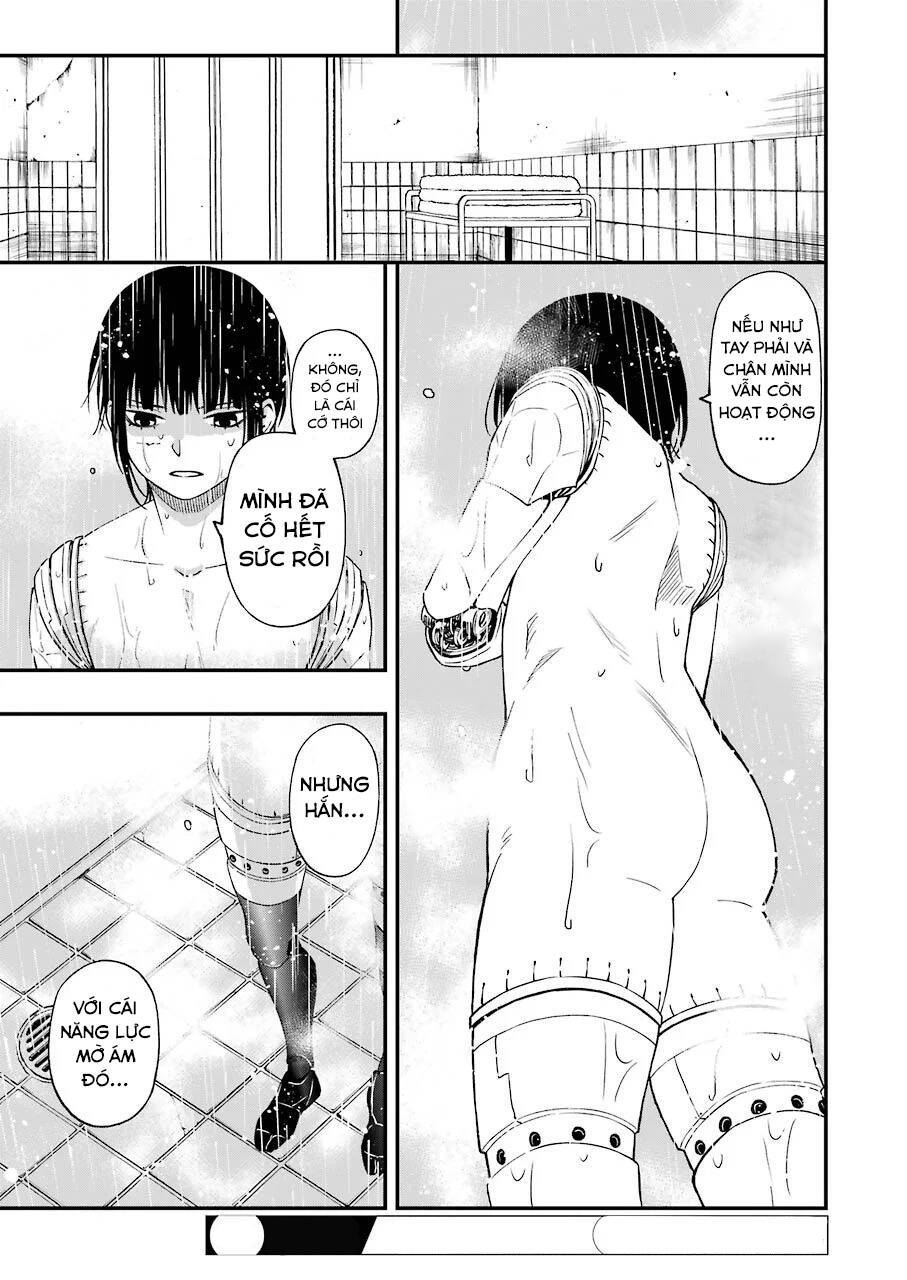 NẾU NHƯ
TAY PHẢI VÀ
CHÂN MÌNH
VẪN CÒN
HOẠT ĐỘNG
...
...
KHÔNG,
ĐÓ CHỈ
LÀ CÁI
CỚ THÔI
MÌNH ĐÃ
CỐ HẾT
SỨC RỒI
NHƯNG
HẮN...
VỚI CÁI
NĂNG LỰC
MỜ ÁM
ĐÓ...